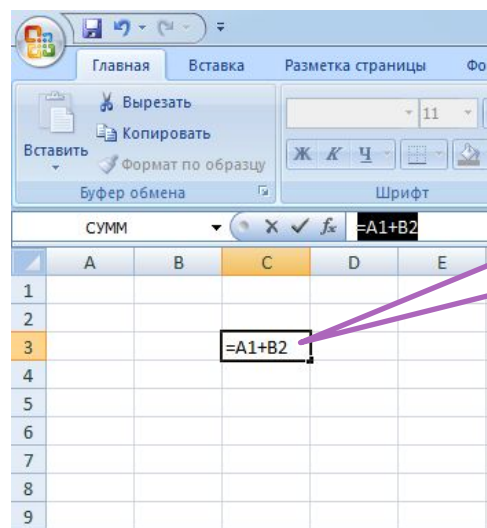 Главная Вставка Разметка страницы Фо
Вырезать
Копировать
Формат по образцу
Вставить
11
Ж К Ч
Буфер обмена Шрифт
СУММ fx =A1+B2
A B C D E
1
2
3 =A1+B2
4
5
6
7
8
9